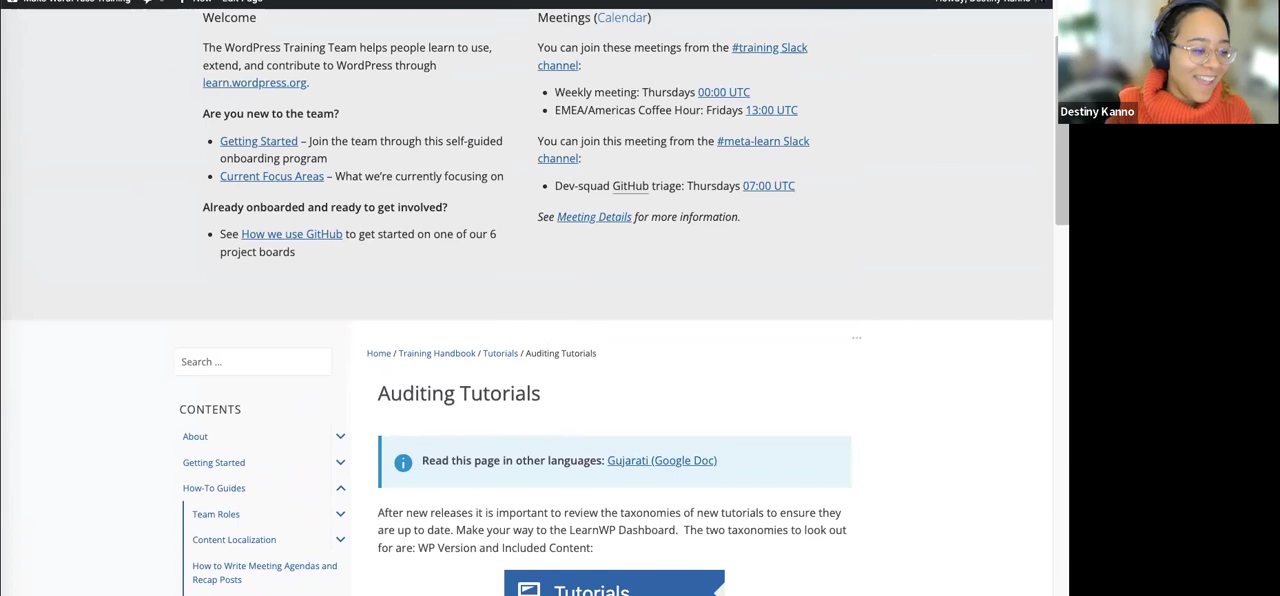 Welcome
The WordPress Training Team helps people learn to use,
extend, and contribute to WordPress through
learn.wordpress.org.
Are you new to the team?
Getting Started – Join the team through this self-guided
onboarding program
Current Focus Areas – What we're currently focusing on
Already onboarded and ready to get involved?
See How we use GitHub to get started on one of our 6
project boards
Meetings (Calendar)
You can join these meetings from the #training Slack
channel:
Weekly meeting: Thursdays 00:00 UTC
EMEA/Americas Coffee Hour: Fridays 13:00 UTC
You can join this meeting from the #meta-learn Slack
channel:
Dev-squad GitHub triage: Thursdays 07:00 UTC
See Meeting Details for more information.
Destiny Kanno
Search ...
CONTENTS
About
Getting Started
How-To Guides
Team Roles
Content Localization
How to Write Meeting Agendas and
Recap Posts
Home / Training Handbook / Tutorials / Auditing Tutorials
Auditing Tutorials
Read this page in other languages: Gujarati (Google Doc)
After new releases it is important to review the taxonomies of new tutorials to ensure they
are up to date. Make your way to the LearnWP Dashboard. The two taxonomies to look out
for are: WP Version and Included Content:
Tutorials